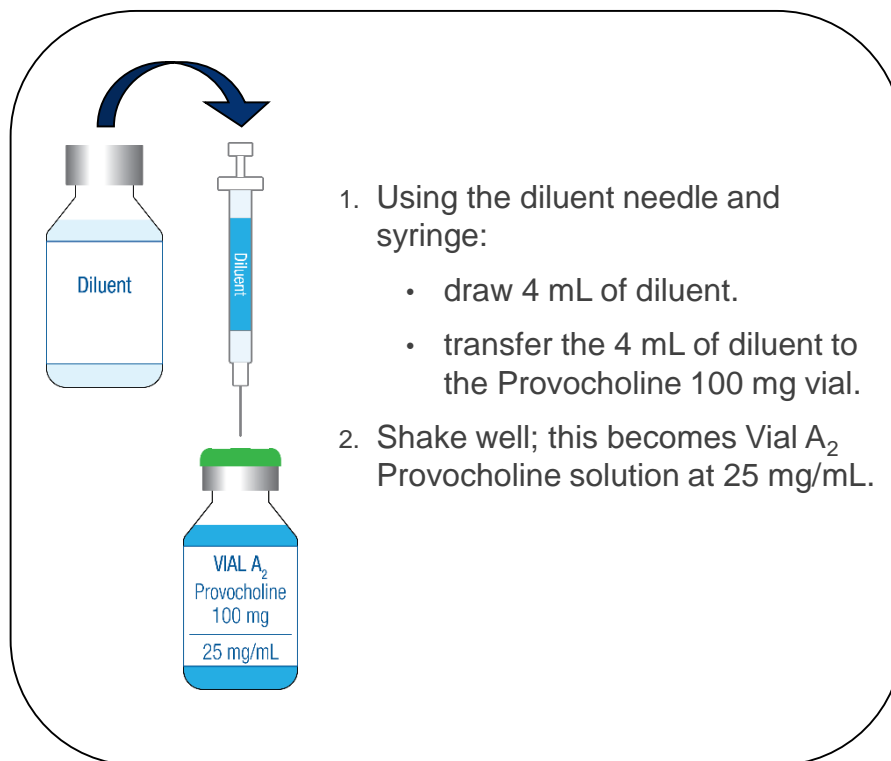 Diluent
Diluent
VIAL A₂
Provocholine
100 mg
25 mg/mL
1. Using the diluent needle and
syringe:
• draw 4 mL of diluent.
• transfer the 4 mL of diluent to
the Provocholine 100 mg vial.
2. Shake well; this becomes Vial A₂
Provocholine solution at 25 mg/mL.